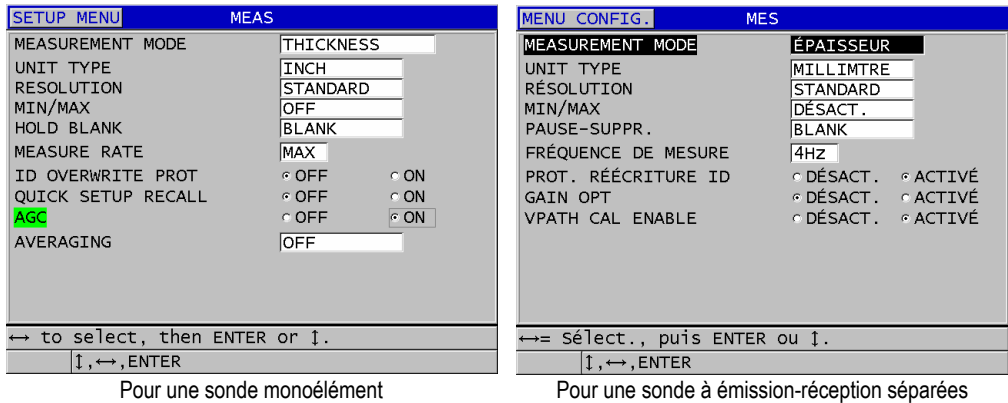 SETUP MENU MEAS
MEASUREMENT MODE THICKNESS
UNIT TYPE INCH
RESOLUTION STANDARD
MIN/MAX OFF
HOLD BLANK BLANK
MEASURE RATE MAX
ID OVERWRITE PROT OFF ON
QUICK SETUP RECALL OFF ON
AGC OFF ON
AVERAGING OFF
↔ to select, then ENTER or ↕.
↕,↔,ENTER
Pour une sonde monoélément
MENU CONFIG. MES
MEASUREMENT MODE ÉPAISSEUR
UNIT TYPE MILLIMTRE
RÉSOLUTION STANDARD
MIN/MAX DÉSACT.
PAUSE-SUPPR. BLANK
FRÉQUENCE DE MESURE 4Hz
PROT. RÉÉCRITURE ID DÉSACT. ACTIVÉ
GAIN OPT DÉSACT. ACTIVÉ
VPATH CAL ENABLE DÉSACT. ACTIVÉ
↔= Sélect., puis ENTER ou ↕.
↕,↔,ENTER
Pour une sonde à émission-réception séparées